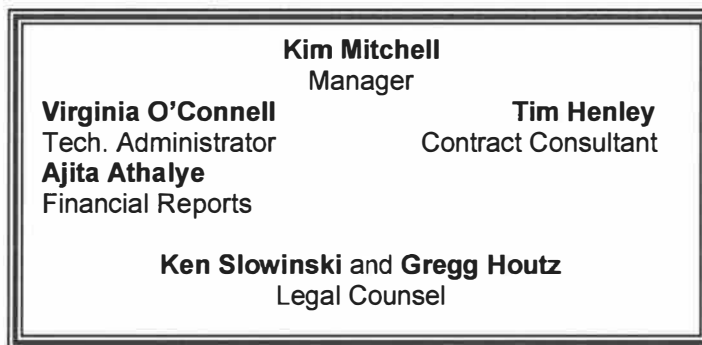 Kim Mitchell
Manager
Virginia O'Connell Tim Henley
Tech. Administrator Contract Consultant
Ajita Athalye
Financial Reports
Ken Slowinski and Gregg Houtz
Legal Counsel